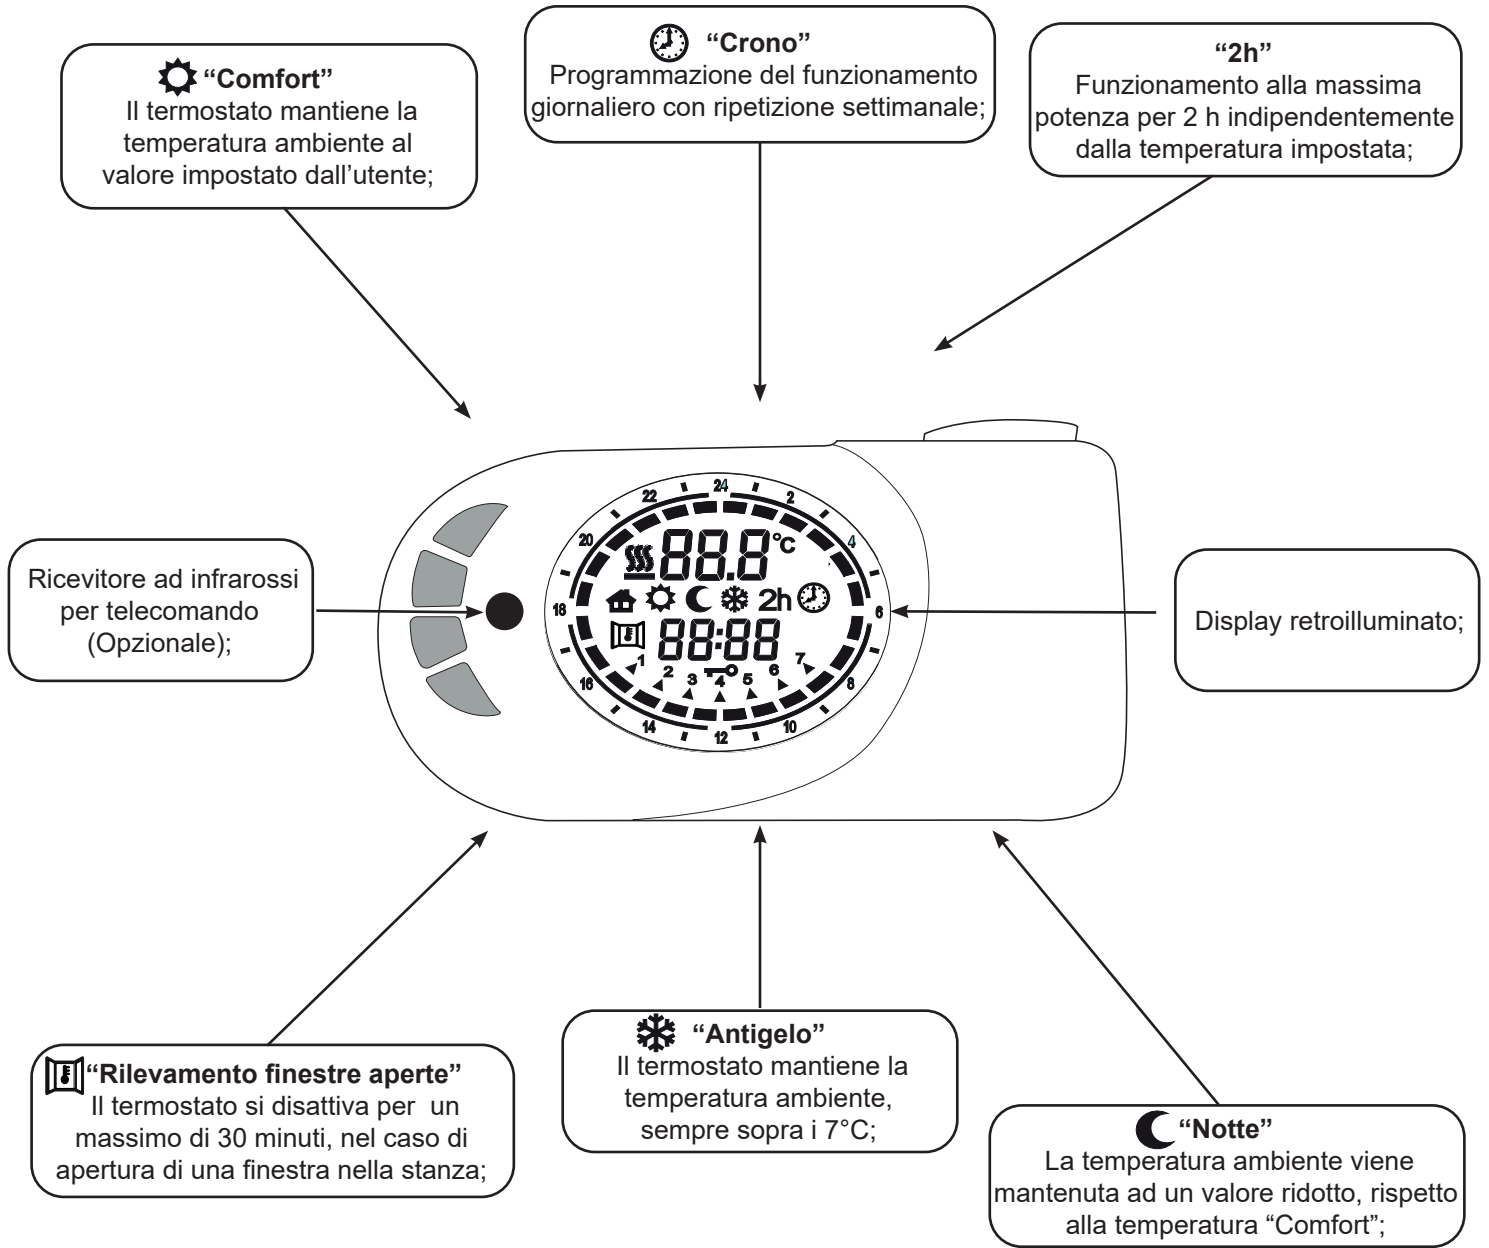 “Comfort”
Il termostato mantiene la
temperatura ambiente al
valore impostato dall’utente;
“Crono”
Programmazione del funzionamento
giornaliero con ripetizione settimanale;
“2h”
Funzionamento alla massima
potenza per 2 h indipendentemente
dalla temperatura impostata;
Ricevitore ad infrarossi
per telecomando
(Opzionale);
24
22
2
20
4
88.8 °C
18
2h
6
88:88
1
7
2
6
3
4
5
16
8
14
10
12
Display retroilluminato;
“Rilevamento finestre aperte”
Il termostato si disattiva per un
massimo di 30 minuti, nel caso di
apertura di una finestra nella stanza;
“Antigelo”
Il termostato mantiene la
temperatura ambiente,
sempre sopra i 7°C;
“Notte”
La temperatura ambiente viene
mantenuta ad un valore ridotto, rispetto
alla temperatura “Comfort”;